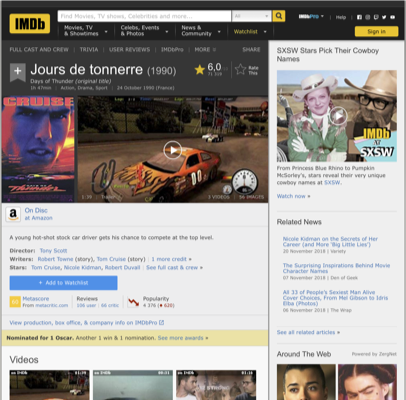 IMDb
Find Movies, TV shows, Celebrities and more...
All
Movies, TV
& Showtimes
Celebs, Events
& Photos
News &
Community
Watchlist
IMDbPro
Help
Sign in
FULL CAST AND CREW | TRIVIA | USER REVIEWS | IMDbPro | MORE
SHARE
Jours de tonnerre (1990)
Days of Thunder (original title)
1h 47min | Action, Drama, Sport | 24 October 1990 (France)
6,0
Rate
This
CRUISE
3 VIDEOS
96 IMAGES
On Disc
at Amazon
A young hot-shot stock car driver gets his chance to compete at the top level.
Director: Tony Scott
Writers: Robert Towne (story), Tom Cruise (story) | 1 more credit »
Stars: Tom Cruise, Nicole Kidman, Robert Duvall | See full cast & crew »
+ Add to Watchlist
Metascore
From metacritic.com
Reviews
Popularity
View production, box office, & company info on IMDbPro
Nominated for 1 Oscar. Another 1 win & 1 nomination. See more awards »
Videos
SXSW Stars Pick Their Cowboy
Names
IMDb
SXSW
From Princess Blue Rhino to Pumpkin
McSorley's, stars reveal their very unique
cowboy names at SXSW.
Watch now »
Related News
Nicole Kidman on the Secrets of Her
Career (and More 'Big Little Lies')
20 November 2018 | Variety
The Surprising Inspirations Behind Movie
Character Names
07 November 2018 | Den of Geek
All 33 of People's Sexiest Man Alive
Cover Choices, From Mel Gibson to Idris
Elba (Photos)
06 November 2018 | The Wrap
See all related articles »
Around The Web
Powered by ZergNet